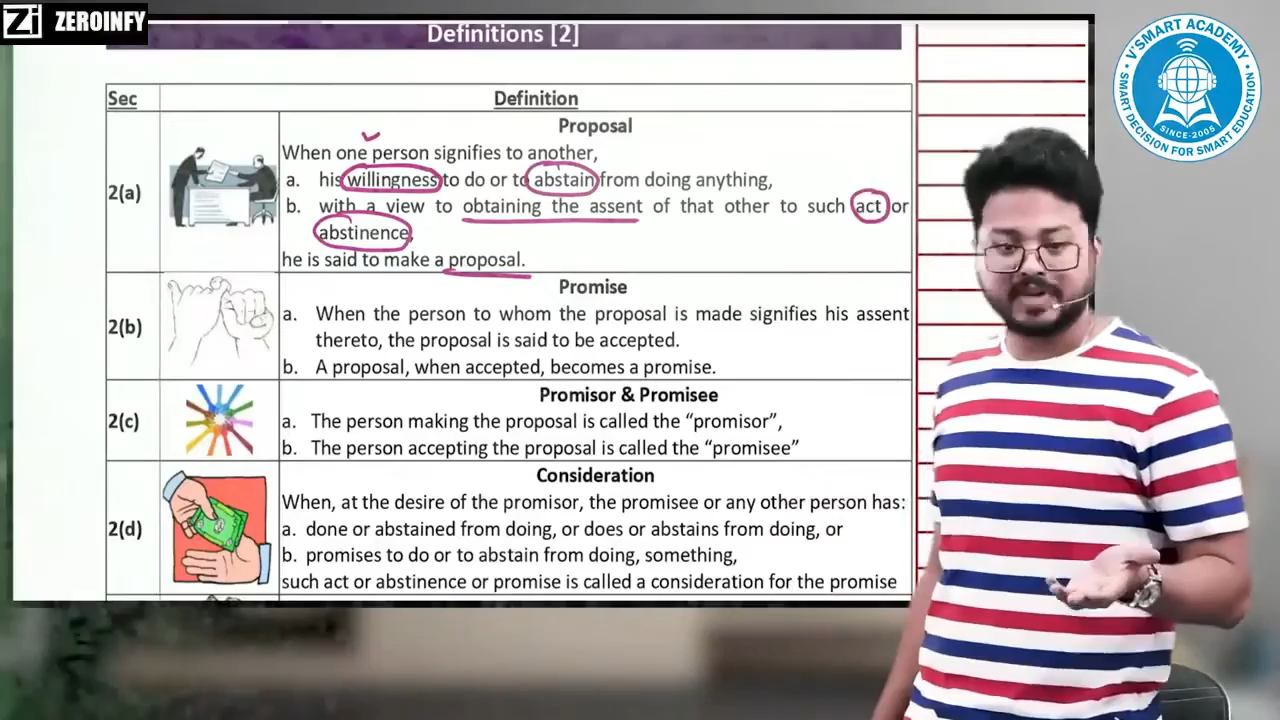 Zi ZEROINFY
Definitions [2]
V'SMART ACADEMY
SINCE-2005
SMART DECISION FOR SMART EDUCATION
Sec Definition
2(a)
Proposal
When one person signifies to another,
a. his willingness to do or to abstain from doing anything,
b. with a view to obtaining the assent of that other to such act or
abstinence,
he is said to make a proposal.
2(b)
Promise
a. When the person to whom the proposal is made signifies his assent
thereto, the proposal is said to be accepted.
b. A proposal, when accepted, becomes a promise.
2(c)
Promisor & Promisee
a. The person making the proposal is called the “promisor”,
b. The person accepting the proposal is called the “promisee”
2(d)
Consideration
When, at the desire of the promisor, the promisee or any other person has:
a. done or abstained from doing, or does or abstains from doing, or
b. promises to do or to abstain from doing, something,
such act or abstinence or promise is called a consideration for the promise